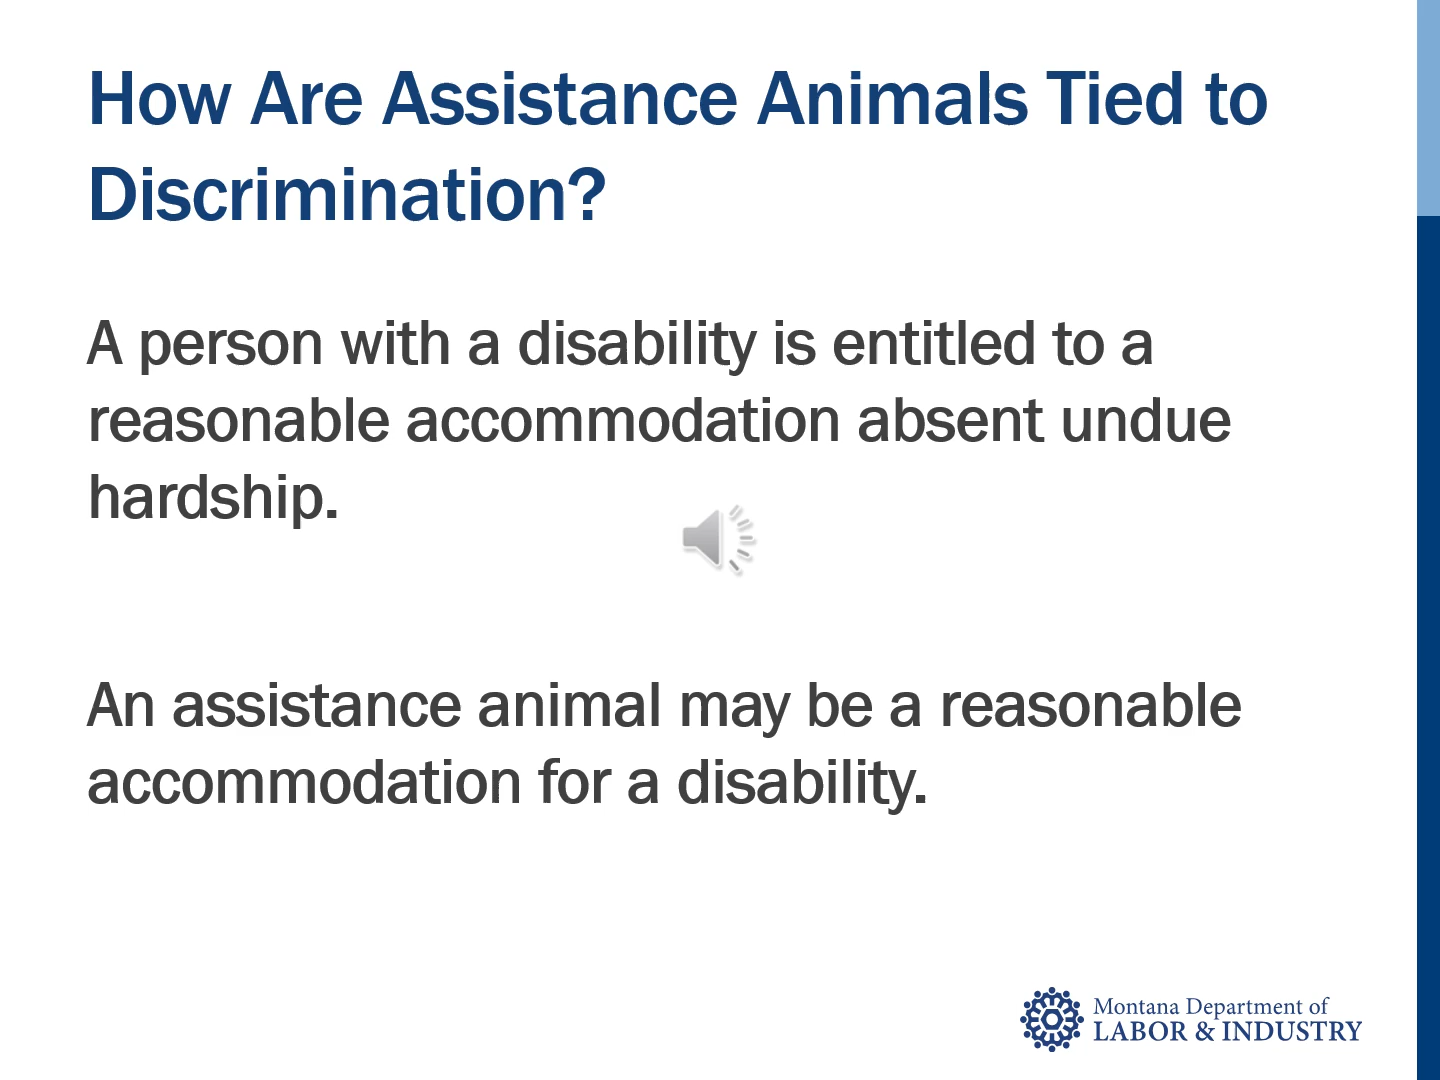 How Are Assistance Animals Tied to
Discrimination?
A person with a disability is entitled to a
reasonable accommodation absent undue
hardship.
An assistance animal may be a reasonable
accommodation for a disability.
Montana Department of
LABOR & INDUSTRY